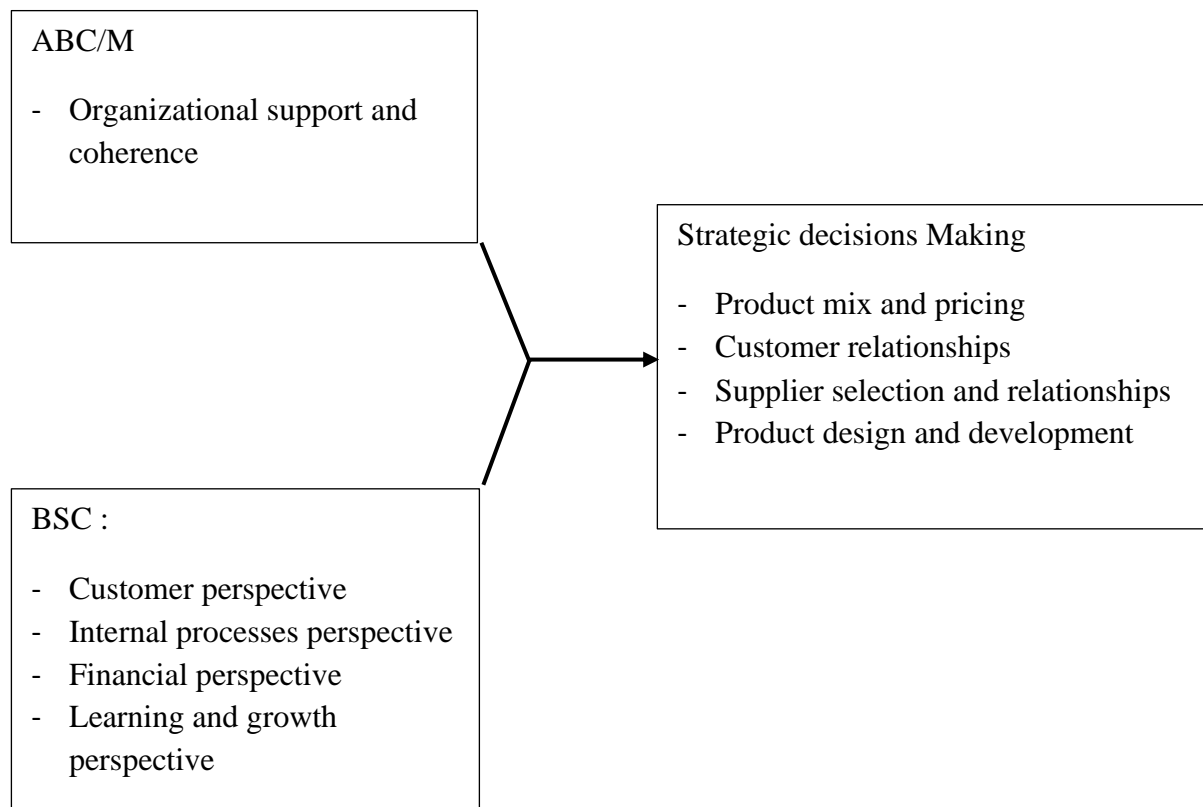 ABC/M
- Organizational support and
coherence
Strategic decisions Making
- Product mix and pricing
- Customer relationships
- Supplier selection and relationships
- Product design and development
BSC :
- Customer perspective
- Internal processes perspective
- Financial perspective
- Learning and growth
perspective